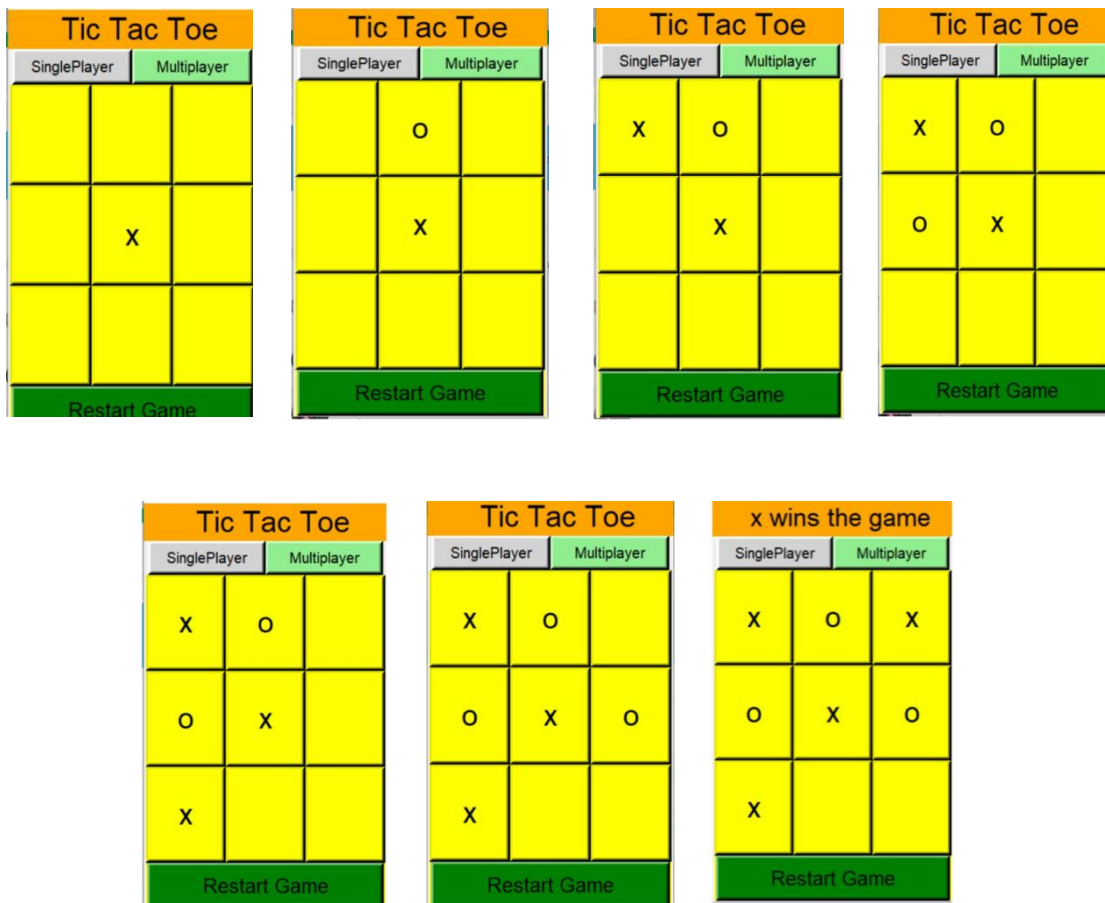 Tic Tac Toe
SinglePlayer Multiplayer
X
Restart Game
Tic Tac Toe
SinglePlayer Multiplayer
O
X
Restart Game
Tic Tac Toe
SinglePlayer Multiplayer
X O
X
Restart Game
Tic Tac Toe
SinglePlayer Multiplayer
X O
O X
Restart Game
Tic Tac Toe
SinglePlayer Multiplayer
X O
O X
X
Restart Game
Tic Tac Toe
SinglePlayer Multiplayer
X O
O X O
X
Restart Game
x wins the game
SinglePlayer Multiplayer
X O X
O X O
X
Restart Game